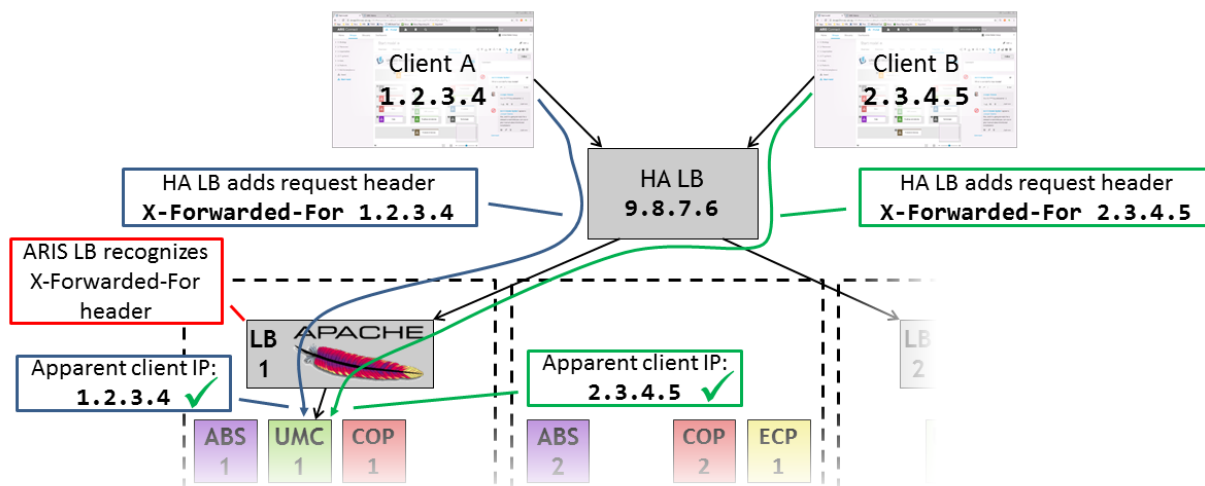 Client A
1.2.3.4
Client B
2.3.4.5
HA LB
9.8.7.6
HA LB adds request header
X-Forwarded-For 1.2.3.4
HA LB adds request header
X-Forwarded-For 2.3.4.5
ARIS LB recognizes
X-Forwarded-For
header
LB
1
APACHE
LB
2
Apparent client IP:
1.2.3.4
Apparent client IP:
2.3.4.5
ABS
1
UMC
1
COP
1
ABS
2
COP
2
ECP
1